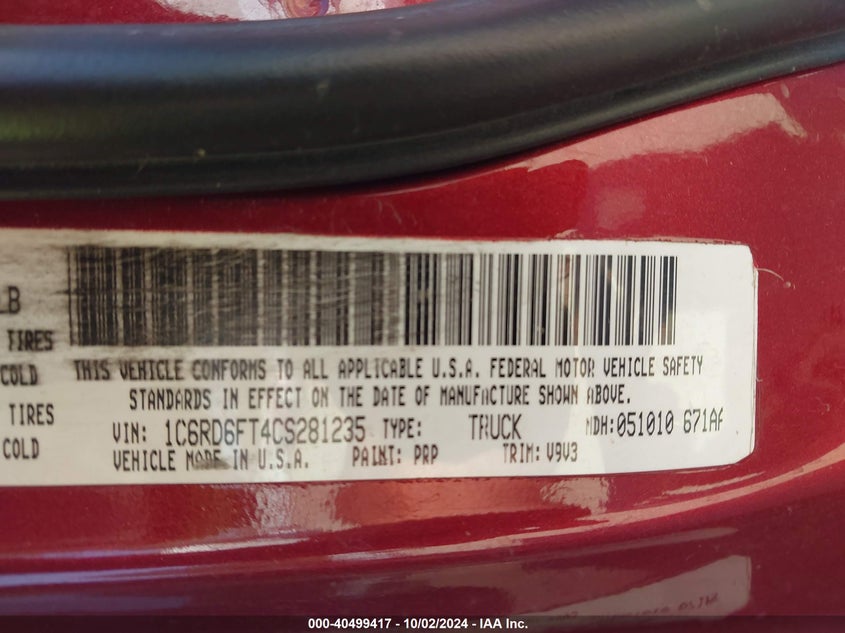 LB
TIRES
COLD
TIRES
COLD
THIS VEHICLE CONFORMS TO ALL APPLICABLE U.S.A. FEDERAL MOTOR VEHICLE SAFETY
STANDARDS IN EFFECT ON THE DATE OF MANUFACTURE SHOWN ABOVE.
VIN: 1C6RD6FT4CS281235 TYPE: TRUCK MDH:051010 671AA
VEHICLE MADE IN U.S.A. PAINT: PRP TRIM: V9V3
000-40499417 - 10/02/2024 - IAA Inc.